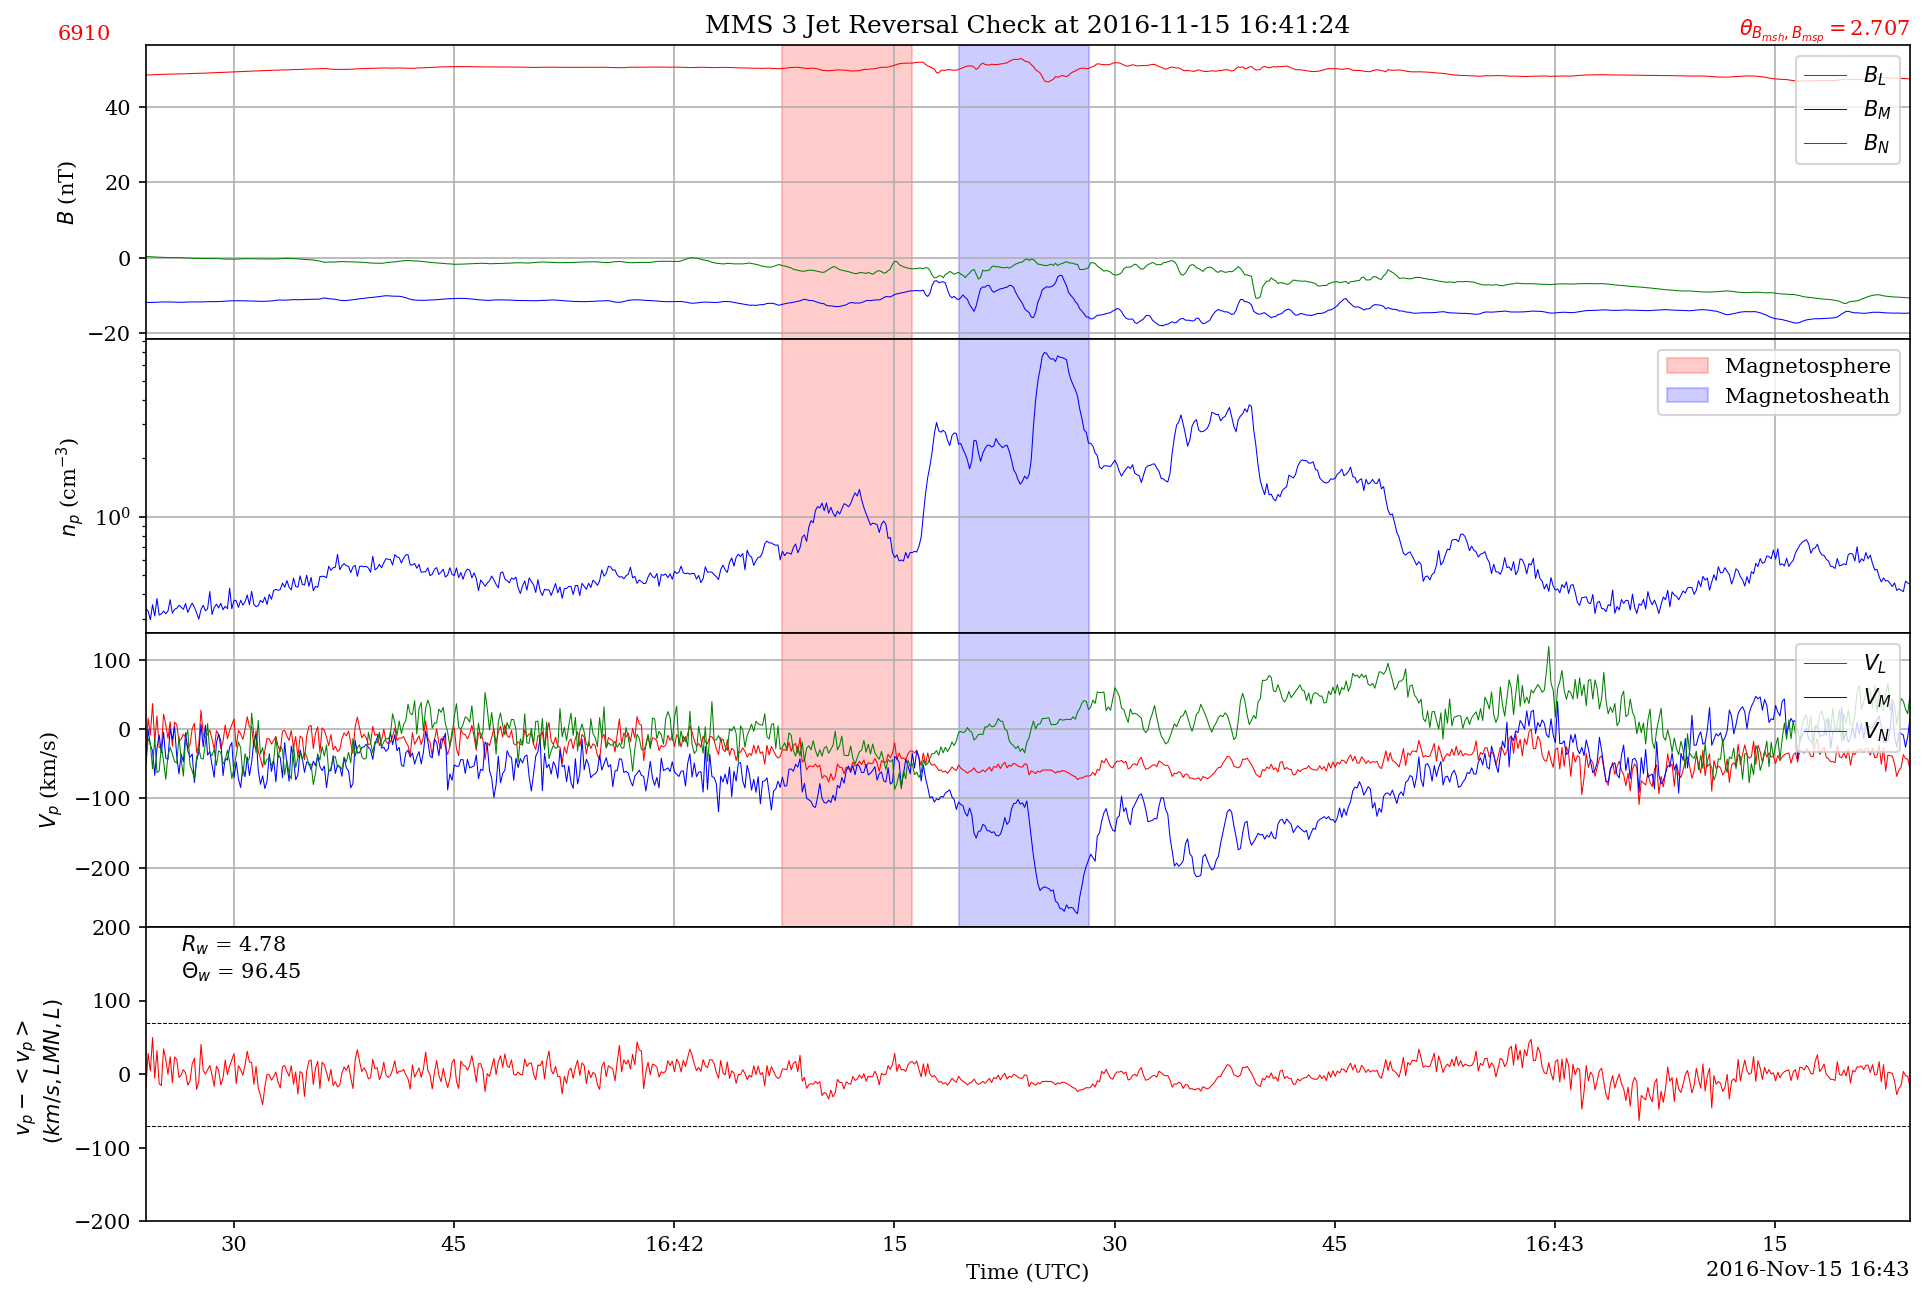 6910
MMS 3 Jet Reversal Check at 2016-11-15 16:41:24
θ_{B_{msh}, B_{msp}} = 2.707
B (nT)
40
20
0
−20
B_L
B_M
B_N
n_p (cm^{−3})
10^0
Magnetosphere
Magnetosheath
V_p (km/s)
100
0
−100
−200
V_L
V_M
V_N
v_p − < v_p >
(km/s, LMN, L)
200
100
0
−100
−200
R_w = 4.78
Θ_w = 96.45
30 45 16:42 15 30 45 16:43 15
Time (UTC)
2016-Nov-15 16:43